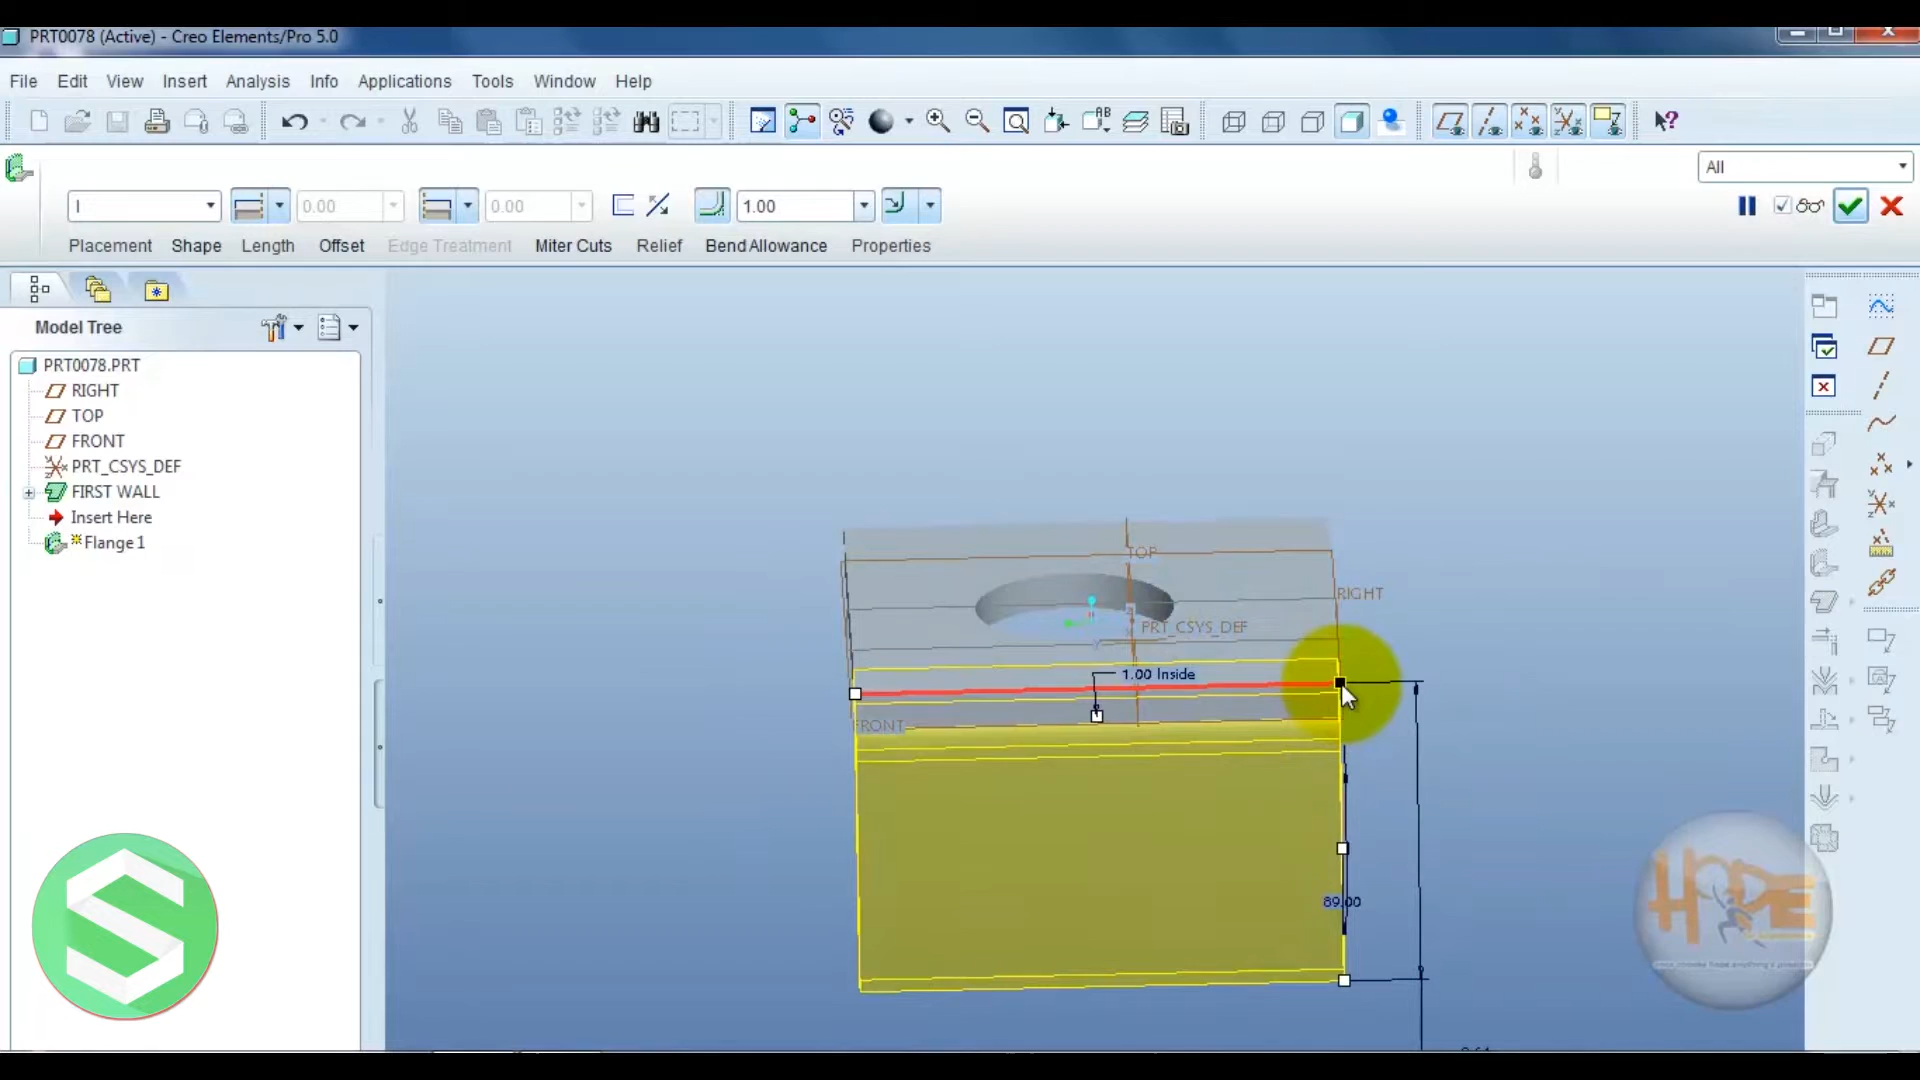 PRT0078 (Active) - Creo Elements/Pro 5.0
File Edit View Insert Analysis Info Applications Tools Window Help
All
I 0.00 0.00 1.00
Placement Shape Length Offset Edge Treatment Miter Cuts Relief Bend Allowance Properties
Model Tree
PRT0078.PRT
RIGHT
TOP
FRONT
PRT_CSYS_DEF
FIRST WALL
Insert Here
Flange 1
TOP
RIGHT
PRT_CSYS_DEF
1.00 Inside
FRONT
89.00
S
HOPE